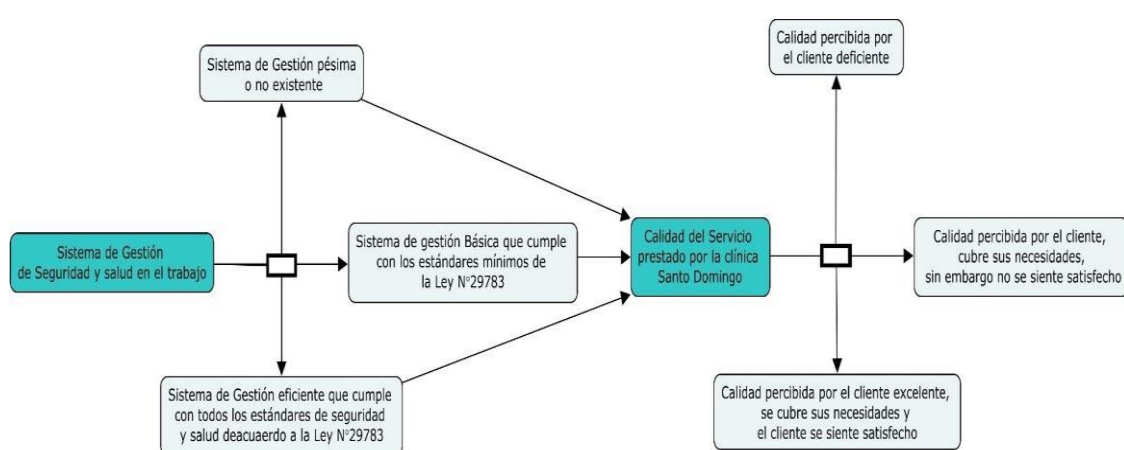 Sistema de Gestión pésima
o no existente
Calidad percibida por
el cliente deficiente
Sistema de Gestión
de Seguridad y salud en el trabajo
Sistema de gestión Básica que cumple
con los estándares mínimos de
la Ley N°29783
Calidad del Servicio
prestado por la clínica
Santo Domingo
Calidad percibida por el cliente,
cubre sus necesidades,
sin embargo no se siente satisfecho
Sistema de Gestión eficiente que cumple
con todos los estándares de seguridad
y salud deacuaerdo a la Ley N°29783
Calidad percibida por el cliente excelente,
se cubre sus necesidades y
el cliente se siente satisfecho